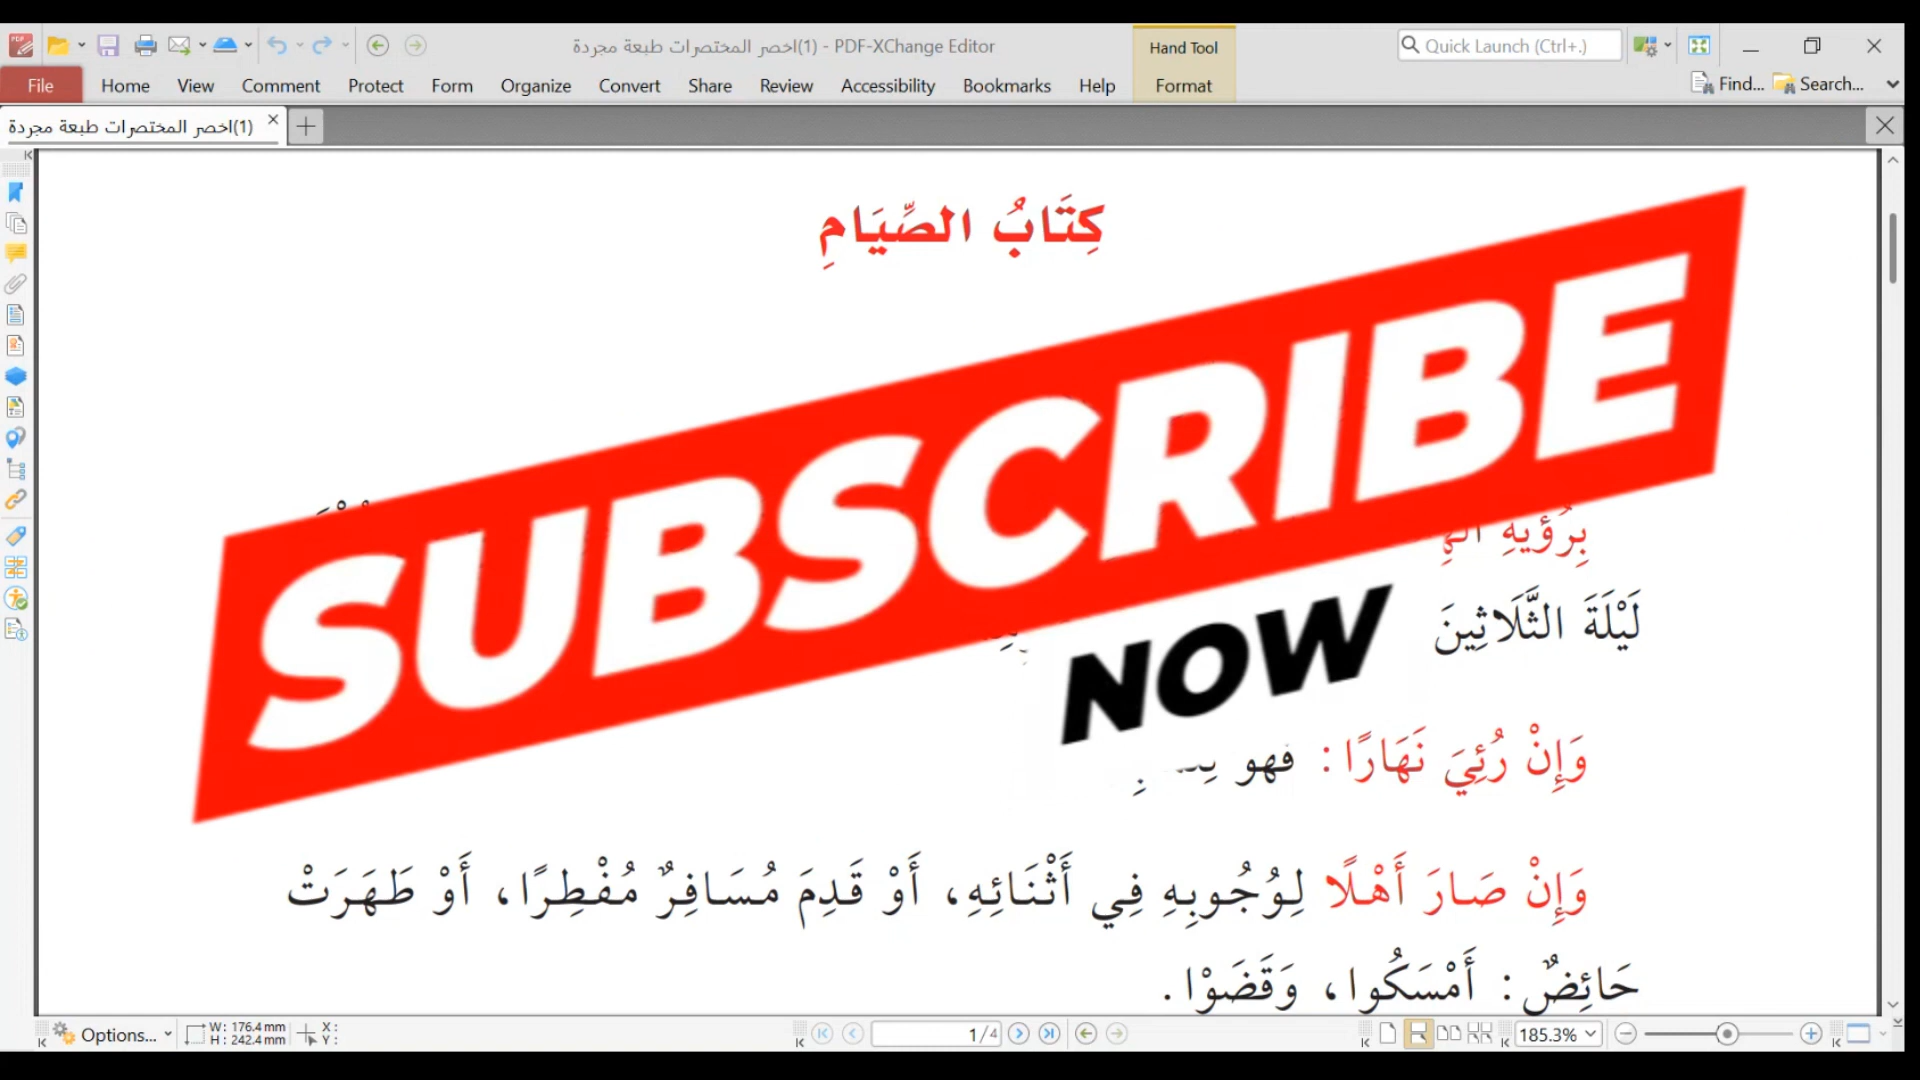 (1)اخصر المختصرات طبعة مجردة - PDF-XChange Editor
Hand Tool
Quick Launch (Ctrl+.)
File Home View Comment Protect Form Organize Convert Share Review Accessibility Bookmarks Help Format
Find... Search...
(1)اخصر المختصرات طبعة مجردة
كِتَابُ الصِّيَامِ
SUBSCRIBE
NOW
لَيْلَةَ الثَّلَاثِينَ
وَإِنْ رُئِيَ نَهَارًا: فهو
وَإِنْ صَارَ أَهْلًا لِوُجُوبِهِ فِي أَثْنَائِهِ، أَوْ قَدِمَ مُسَافِرٌ مُفْطِرًا، أَوْ طَهَرَتْ
حَائِضٌ: أَمْسَكُوا، وَقَضَوْا.
Options... W: 176.4 mm H: 242.4 mm X: Y: 1/4 185.3%